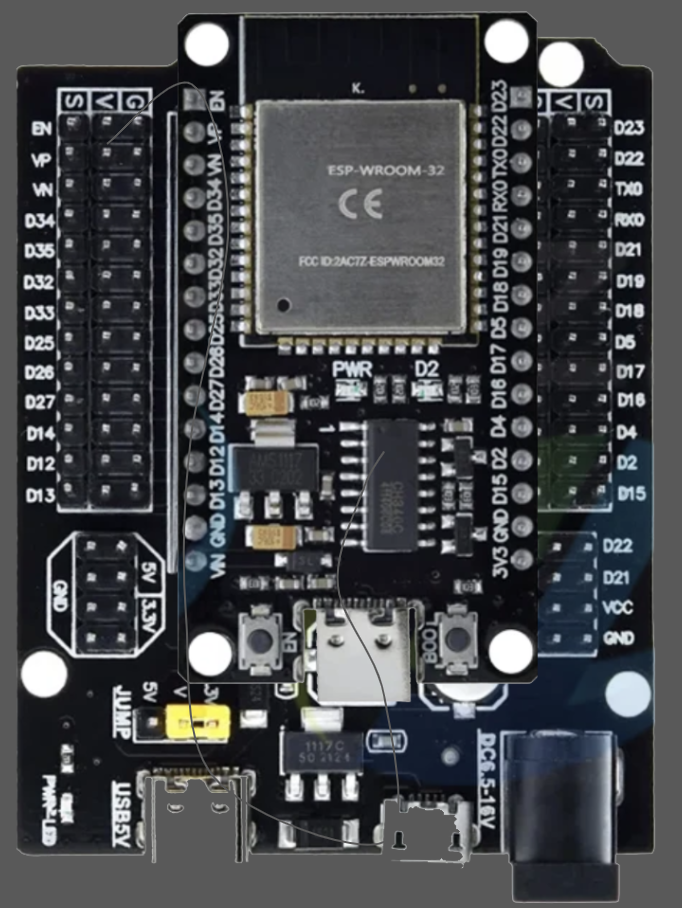 S V G
EN
VP
VN
D34
D35
D32
D33
D25
D26
D27
D14
D12
D13
EN
VP
VN
D34
D35
D32
D33
D25
D26
D27
D14
D12
D13
GND
VIN
K.
ESP-WROOM-32
CE
FCC ID:2AC7Z-ESPWROOM32
PWR
D2
1
AMS1117
D23
D22
TX0
RX0
D21
D19
D18
D5
D17
D16
D4
D2
D15
GND
3V3
V S
D23
D22
TX0
RX0
D21
D19
D18
D5
D17
D16
D4
D2
D15
D22
D21
VCC
GND
GND
5V
3.3V
EN
BOOT
JUMP
5V
V
1117C
DC6.5-16V
USB5V
PWR-LED